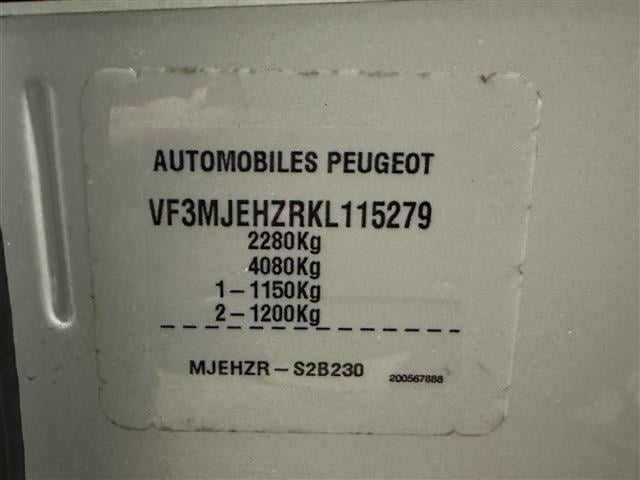 AUTOMOBILES PEUGEOT
VF3MJEHZRKL115279
2280Kg
4080Kg
1-1150Kg
2-1200Kg
MJEHZR-S2B230 200567888